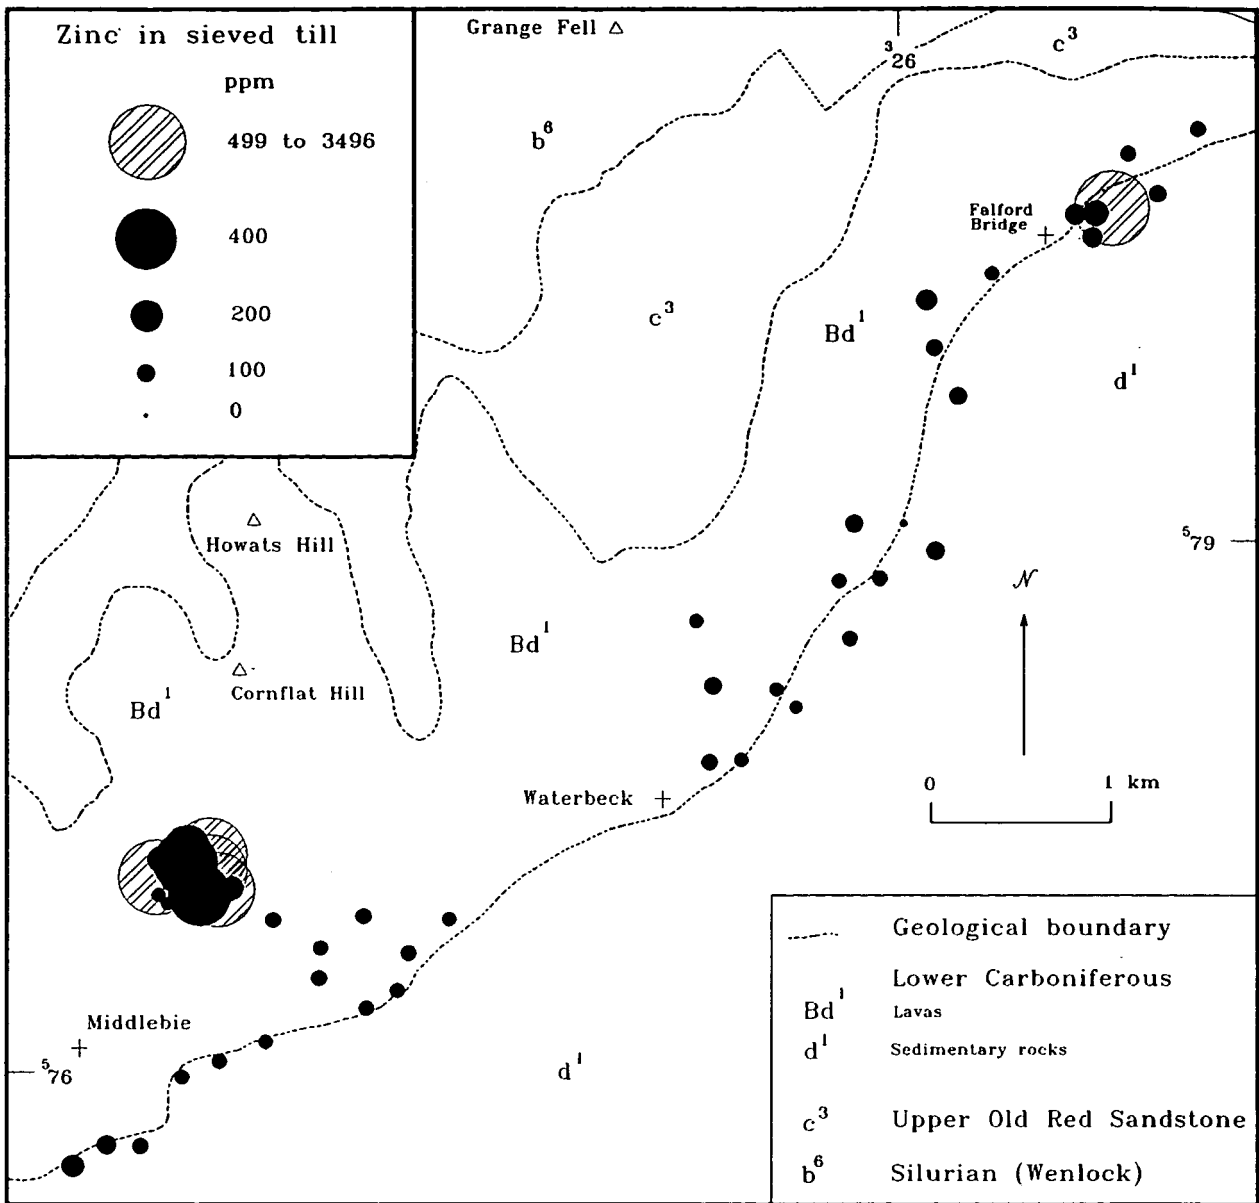 Zinc in sieved till
ppm
499 to 3496
400
200
100
0
Grange Fell
³26
c³
b⁶
Falford
Bridge
c³
Bd¹
d¹
⁵79
Howats Hill
N
Bd¹
Cornflat Hill
Bd¹
0 1 km
Waterbeck
Middlebie
⁵76
d¹
Geological boundary
Lower Carboniferous
Bd¹ Lavas
d¹ Sedimentary rocks
c³ Upper Old Red Sandstone
b⁶ Silurian (Wenlock)